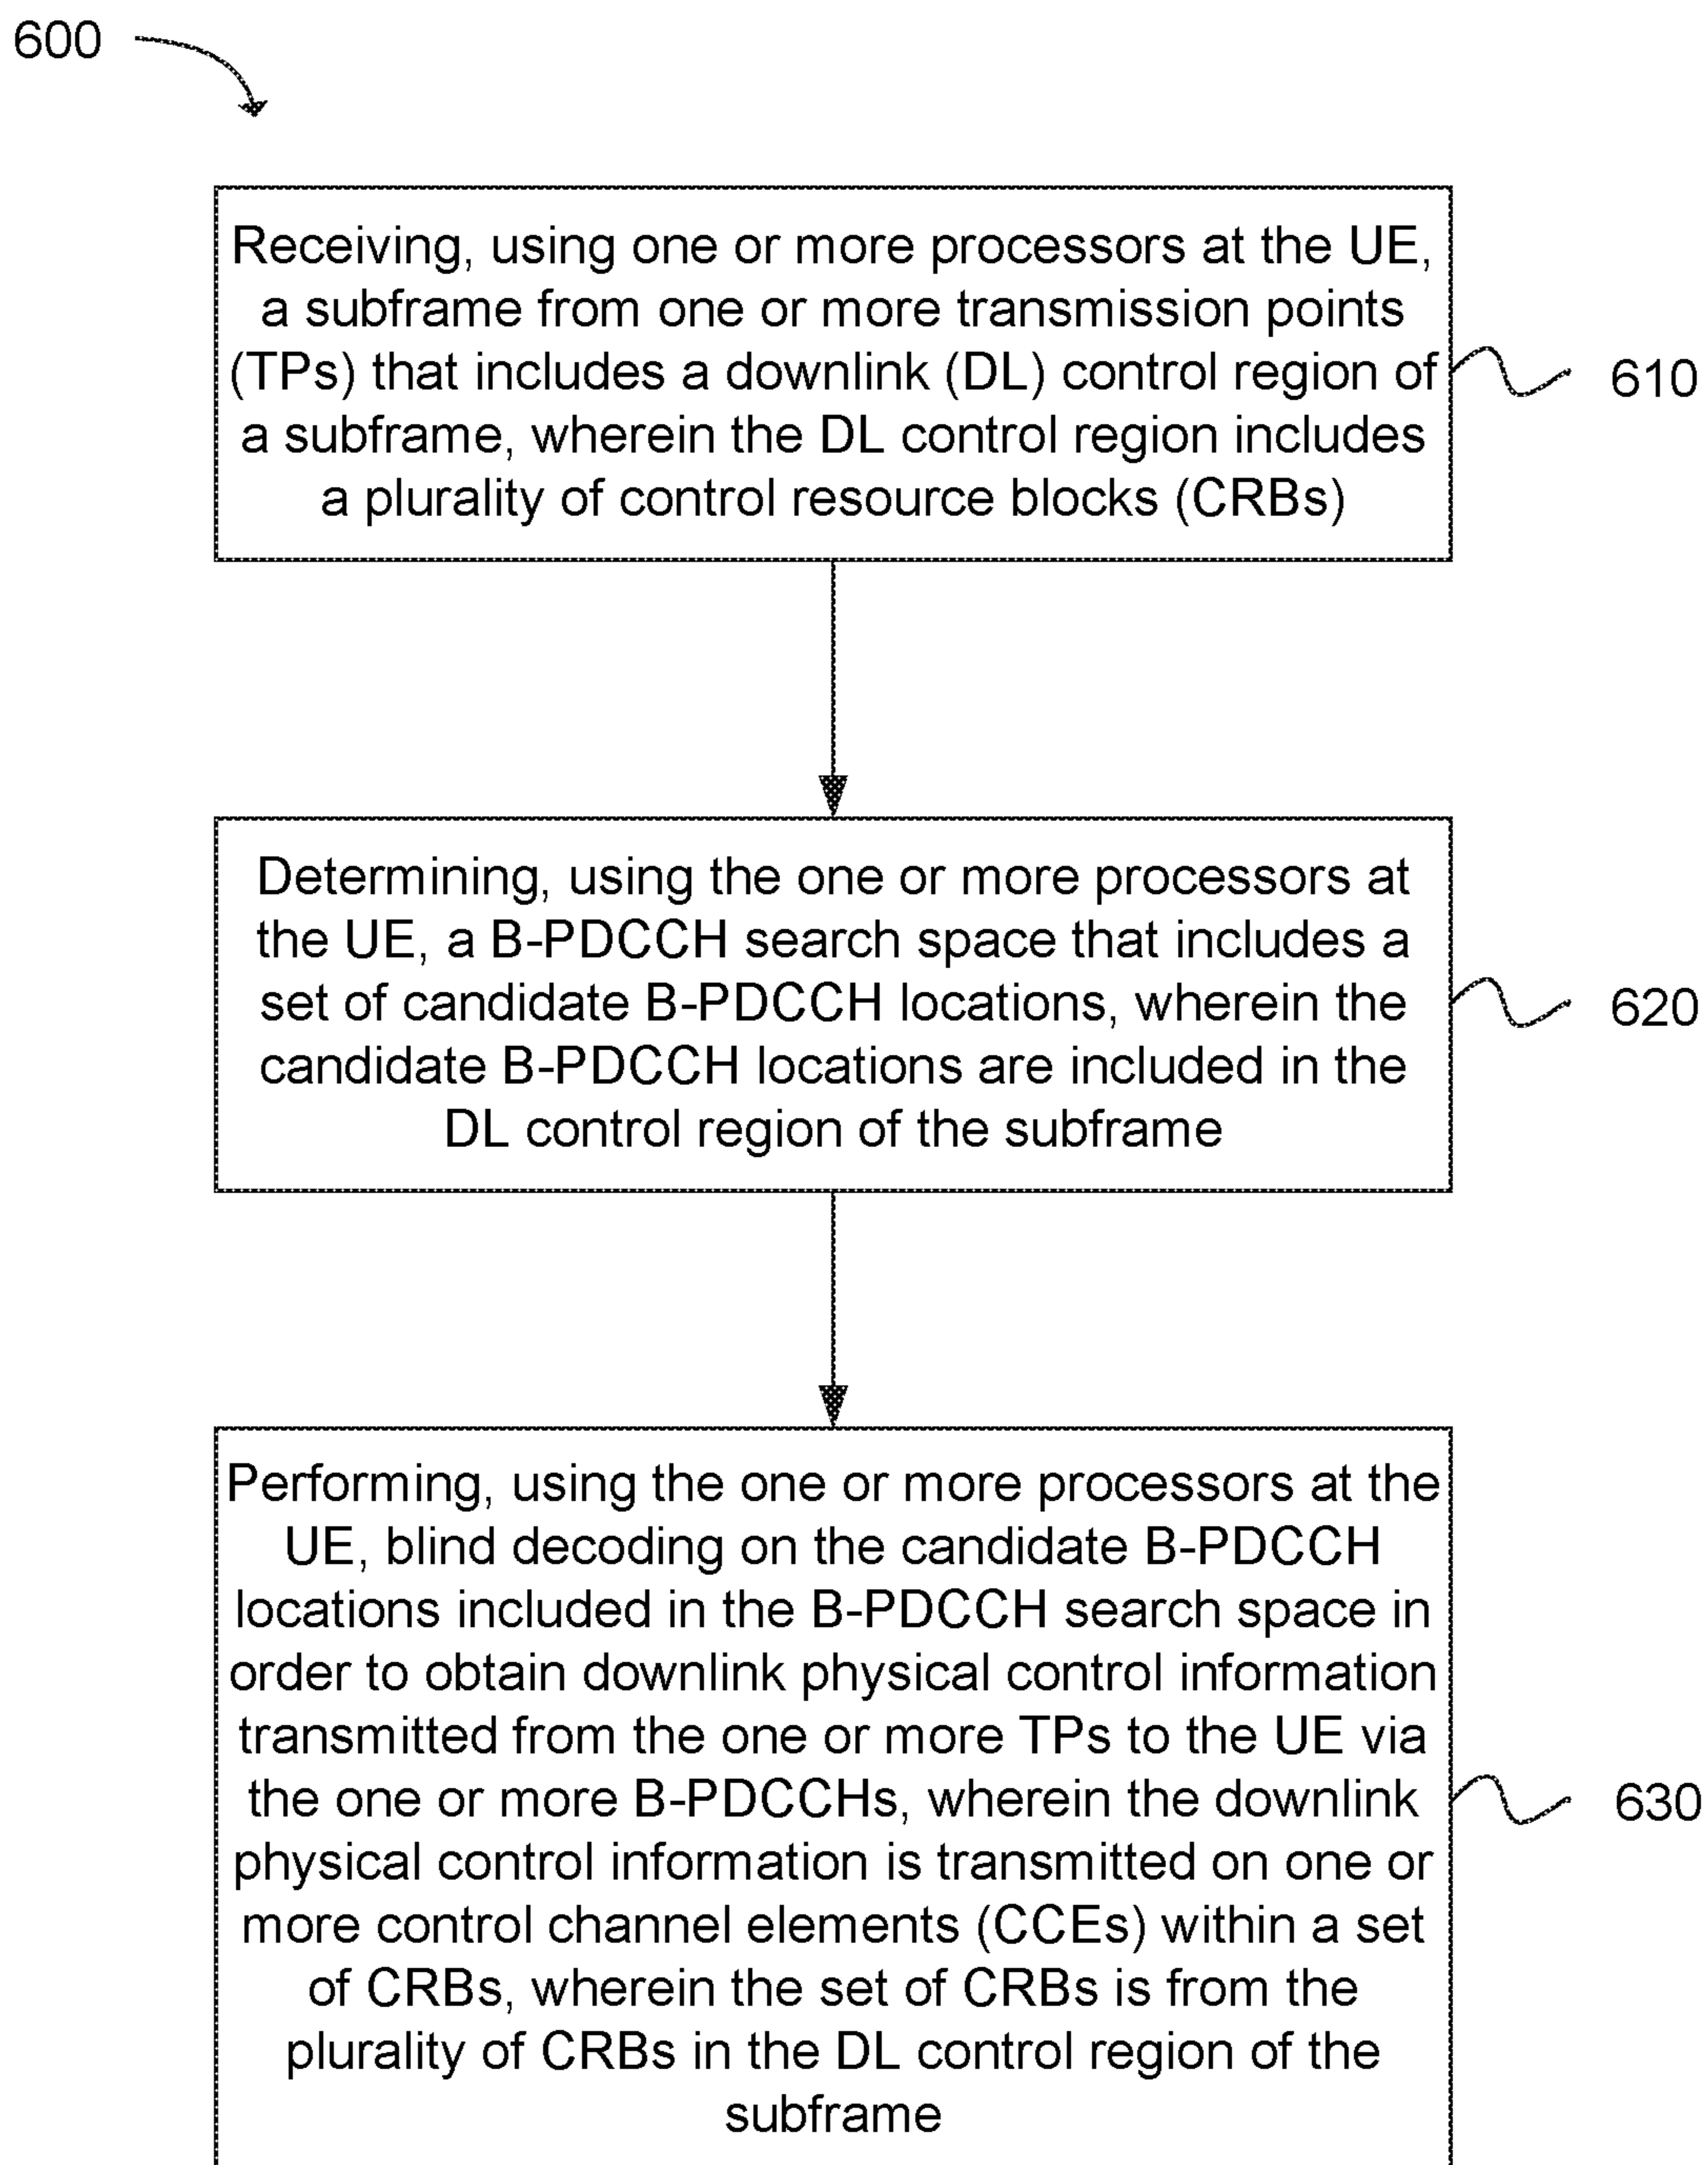 600
Receiving, using one or more processors at the UE,
a subframe from one or more transmission points
(TPs) that includes a downlink (DL) control region of
a subframe, wherein the DL control region includes
a plurality of control resource blocks (CRBs)
610
Determining, using the one or more processors at
the UE, a B-PDCCH search space that includes a
set of candidate B-PDCCH locations, wherein the
candidate B-PDCCH locations are included in the
DL control region of the subframe
620
Performing, using the one or more processors at the
UE, blind decoding on the candidate B-PDCCH
locations included in the B-PDCCH search space in
order to obtain downlink physical control information
transmitted from the one or more TPs to the UE via
the one or more B-PDCCHs, wherein the downlink
physical control information is transmitted on one or
more control channel elements (CCEs) within a set
of CRBs, wherein the set of CRBs is from the
plurality of CRBs in the DL control region of the
subframe
630